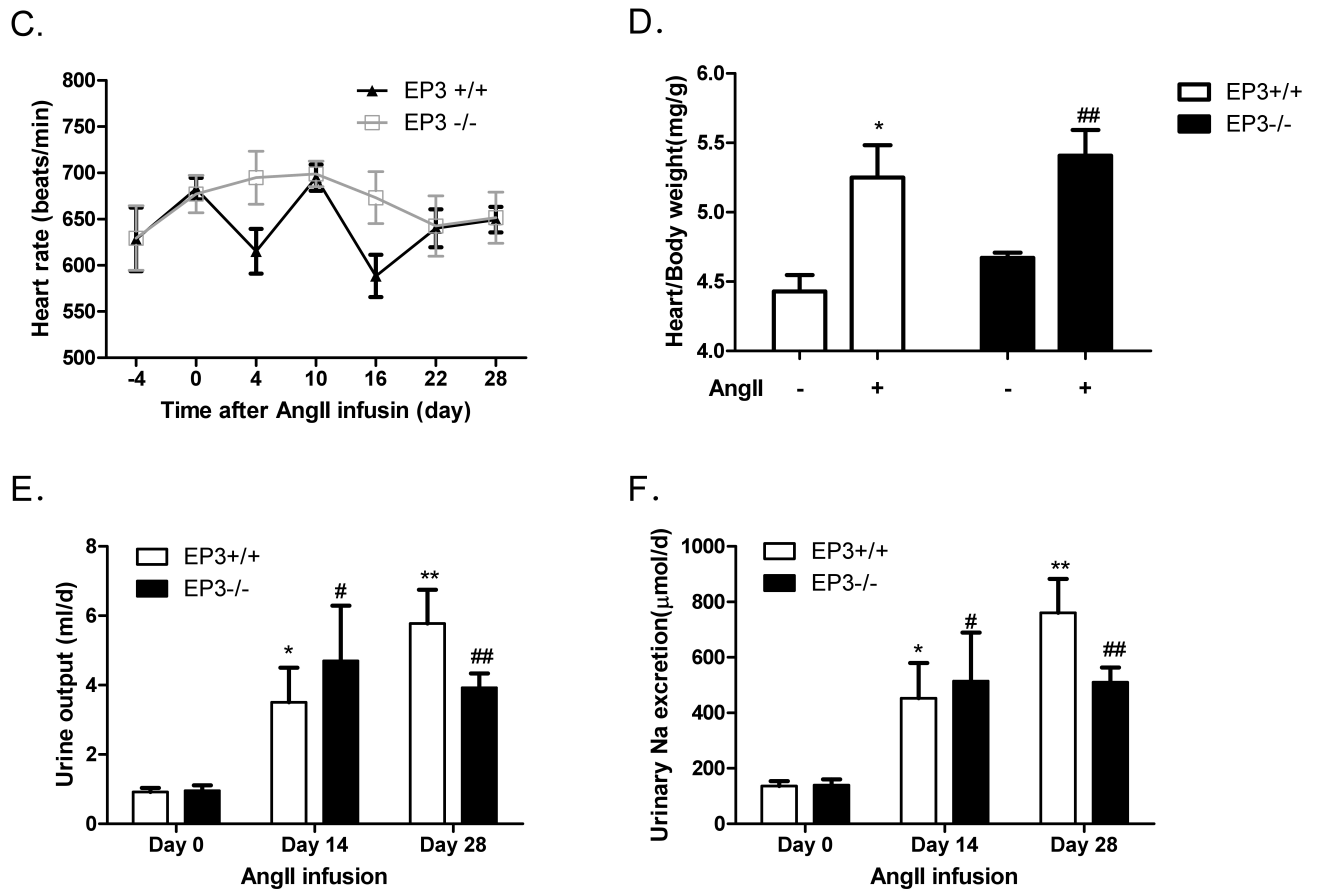 C.
800
750
700
650
600
550
500
Heart rate (beats/min)
EP3 +/+
EP3 -/-
-4 0 4 10 16 22 28
Time after AngII infusin (day)
D.
6.0
5.5
5.0
4.5
4.0
Heart/Body weight(mg/g)
EP3+/+
EP3-/-
*
##
AngII - + - +
E.
8
6
4
2
0
Urine output (ml/d)
EP3+/+
EP3-/-
*
#
**
##
Day 0 Day 14 Day 28
AngII infusion
F.
1000
800
600
400
200
0
Urinary Na excretion(μmol/d)
EP3+/+
EP3-/-
*
#
**
##
Day 0 Day 14 Day 28
AngII infusion